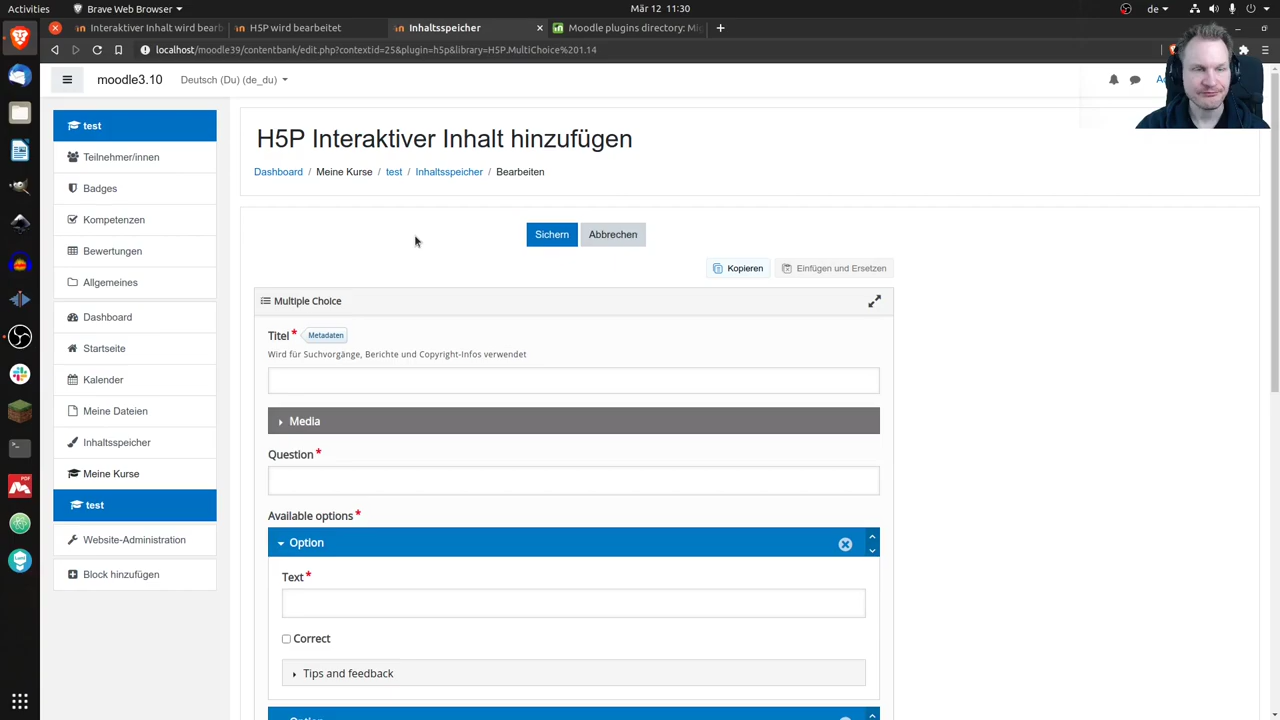 Activities
Brave Web Browser
Mär 12 11:30
de
Interaktiver Inhalt wird bearb
H5P wird bearbeitet
Inhaltsspeicher
Moodle plugins directory: Mig
localhost/moodle39/contentbank/edit.php?contextid=25&plugin=h5p&library=H5P.MultiChoice%201.14
moodle3.10
Deutsch (Du) (de_du)
test
Teilnehmer/innen
Badges
Kompetenzen
Bewertungen
Allgemeines
Dashboard
Startseite
Kalender
Meine Dateien
Inhaltsspeicher
Meine Kurse
test
Website-Administration
Block hinzufügen
H5P Interaktiver Inhalt hinzufügen
Dashboard / Meine Kurse / test / Inhaltsspeicher / Bearbeiten
Sichern Abbrechen
Kopieren Einfügen und Ersetzen
Multiple Choice
Titel* Metadaten
Wird für Suchvorgänge, Berichte und Copyright-Infos verwendet
Media
Question*
Available options*
Option
Text*
Correct
Tips and feedback
Option